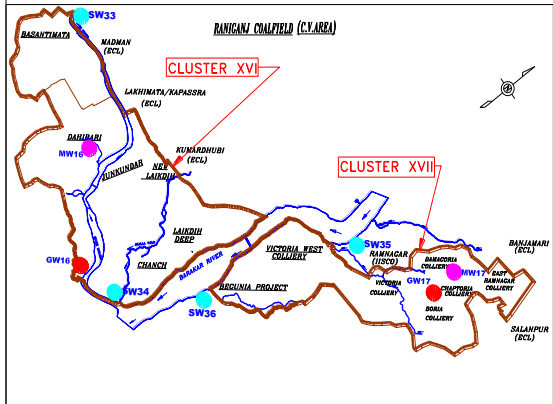 RANIGANJ COALFIELD (C.V.AREA)
SW33
BASANTIMATA
MADMAN
(ECL)
CLUSTER XVI
LAKHIMATA/KAPASSRA
(ECL)
DAHIBARI
MW16
KUMARDHUBI
(ECL)
JUNKUNDAR
NEW
LAIKDIH
CLUSTER XVII
LAIKDIH
DEEP
GW16
CHANCH
BARAKAR RIVER
VICTORIA WEST
COLLIERY
SW35
RAMNAGAR
(IISCO)
DAMAGORIA
COLLIERY
BANJAMARI
(ECL)
MW17
EAST
RAMNAGAR
COLLIERY
SW34
SW36
BEGUNIA PROJECT
VICTORIA
COLLIERY
GW17
CHAPTORIA
COLLIERY
BORIA
COLLIERY
SALANPUR
(ECL)